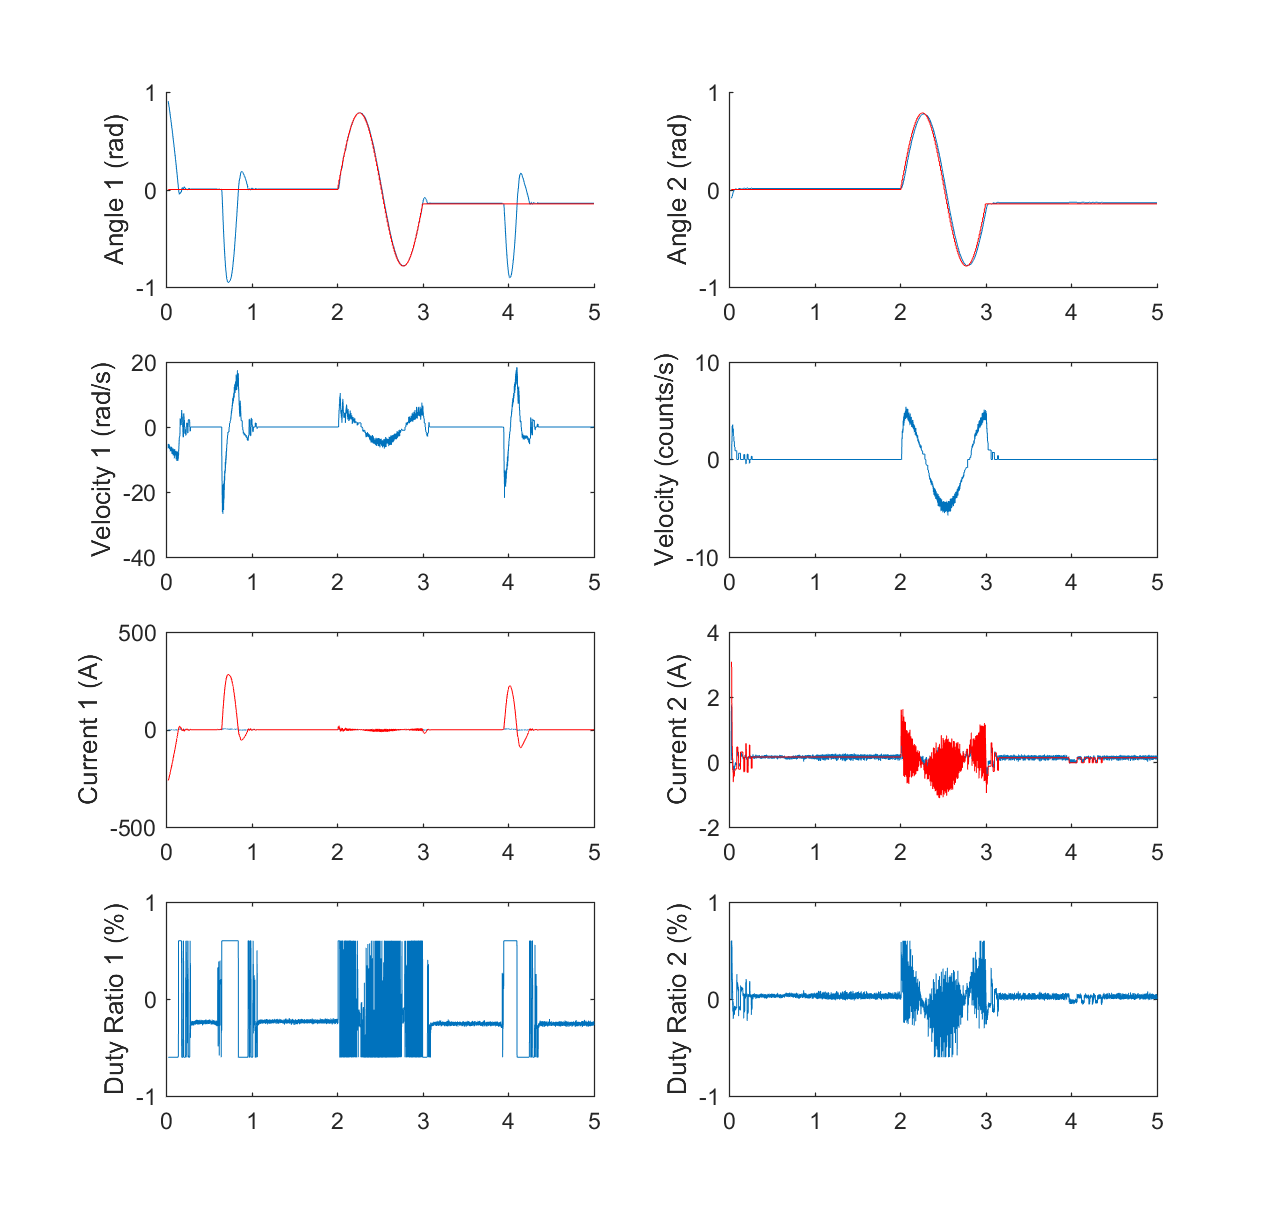 Angle 1 (rad)
1
0
-1
0 1 2 3 4 5
Angle 2 (rad)
1
0
-1
0 1 2 3 4 5
Velocity 1 (rad/s)
20
0
-20
-40
0 1 2 3 4 5
Velocity (counts/s)
10
0
-10
0 1 2 3 4 5
Current 1 (A)
500
0
-500
0 1 2 3 4 5
Current 2 (A)
4
2
0
-2
0 1 2 3 4 5
Duty Ratio 1 (%)
1
0
-1
0 1 2 3 4 5
Duty Ratio 2 (%)
1
0
-1
0 1 2 3 4 5